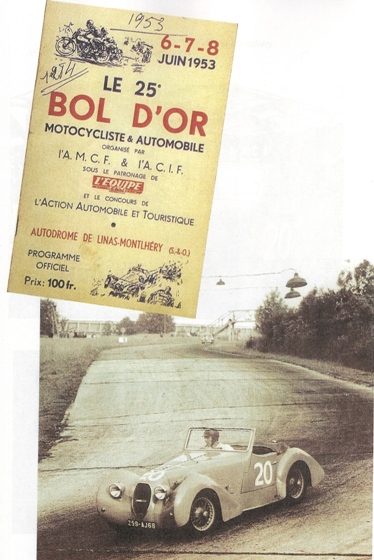 1953
6-7-8
JUIN 1953
LE 25e
BOL D'OR
MOTOCYCLISTE & AUTOMOBILE
ORGANISÉ PAR
l'A.M.C.F. & l'A.C.I.F.
SOUS LE PATRONAGE DE
L'EQUIPE
ET LE CONCOURS DE
L'ACTION AUTOMOBILE ET TOURISTIQUE
AUTODROME DE LINAS-MONTLHÉRY (S.-&-O.)
PROGRAMME
OFFICIEL
Prix: 100 fr.
20
20
259-AJ68